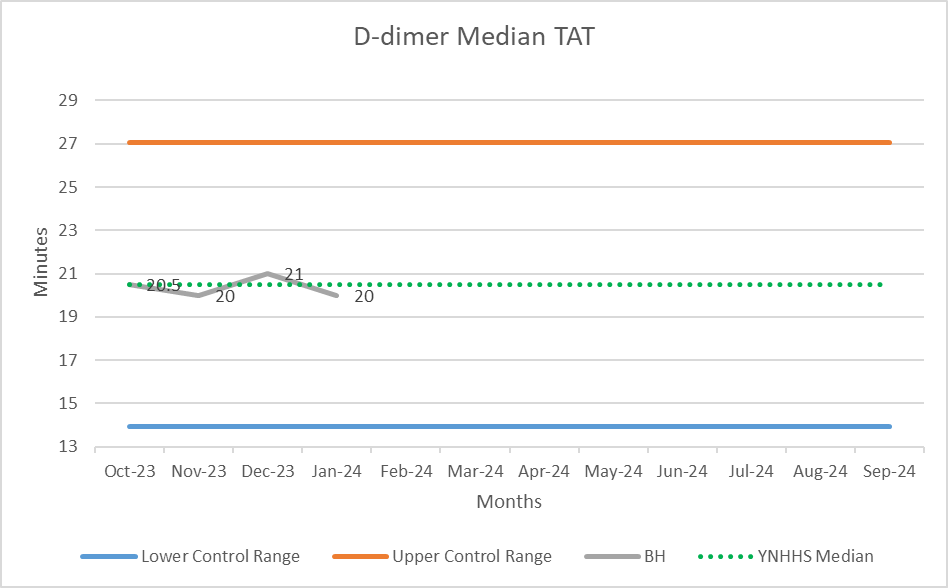 D-dimer Median TAT
29
27
25
23
21
19
17
15
13
Minutes
20.5
20
21
20
Oct-23 Nov-23 Dec-23 Jan-24 Feb-24 Mar-24 Apr-24 May-24 Jun-24 Jul-24 Aug-24 Sep-24
Months
Lower Control Range Upper Control Range BH YNHHS Median